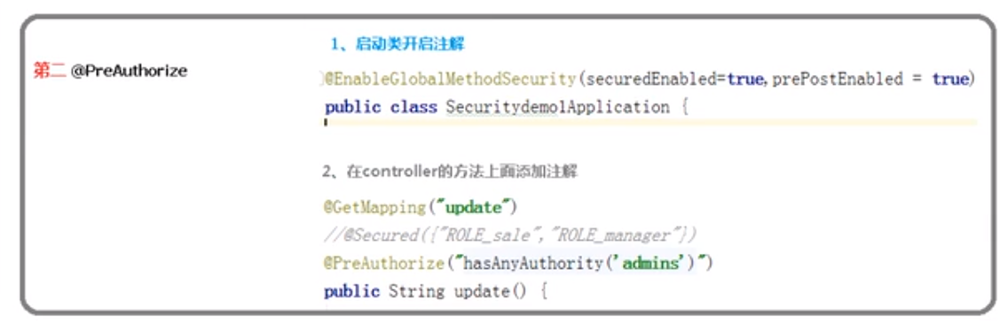 1、启动类开启注解
第二 @PreAuthorize
@EnableGlobalMethodSecurity(securedEnabled=true,prePostEnabled = true)
public class Securitydemo1Application {
2、在controller的方法上面添加注解
@GetMapping("update")
//@Secured({"ROLE_sale","ROLE_manager"})
@PreAuthorize("hasAnyAuthority('admins')")
public String update() {